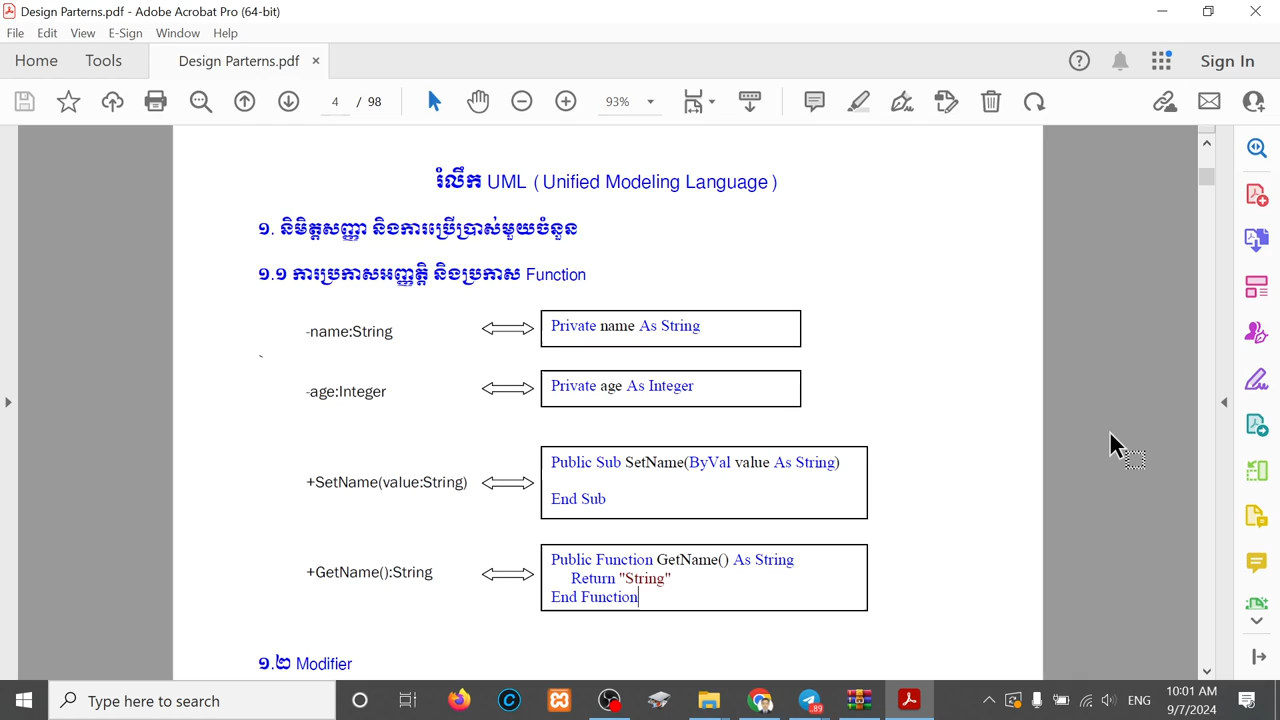 Design Parterns.pdf - Adobe Acrobat Pro (64-bit)
File Edit View E-Sign Window Help
Home Tools Design Parterns.pdf × Sign In
4 / 98 93%
រំលឹក UML ( Unified Modeling Language )
១. និមិត្តសញ្ញា និងការប្រើប្រាស់មួយចំនួន
១.១ ការប្រកាសអញ្ញត្តិ និងប្រកាស Function
-name:String Private name As String
-age:Integer Private age As Integer
Public Sub SetName(ByVal value As String)
+SetName(value:String)
End Sub
Public Function GetName() As String
+GetName():String Return "String"
End Function
១.២ Modifier
Type here to search
89
ENG
10:01 AM
9/7/2024